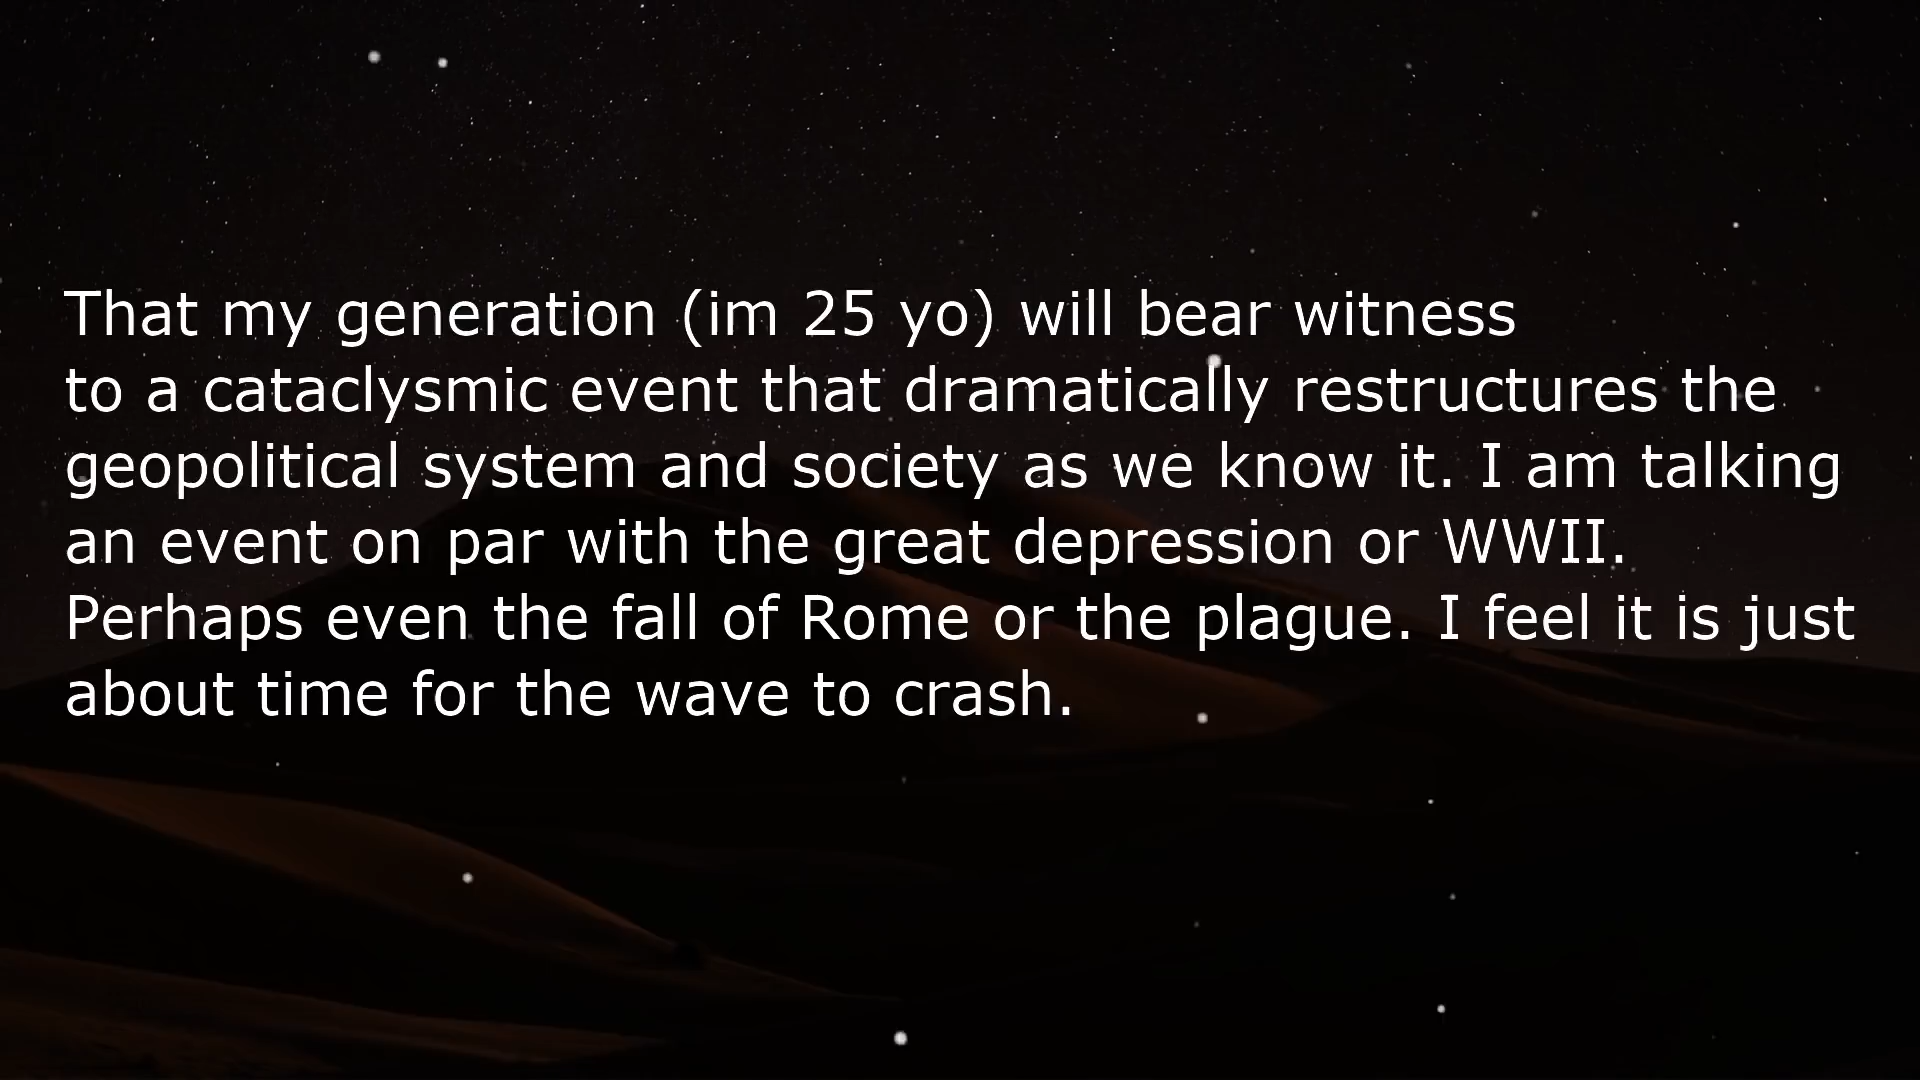 That my generation (im 25 yo) will bear witness
to a cataclysmic event that dramatically restructures the
geopolitical system and society as we know it. I am talking
an event on par with the great depression or WWII.
Perhaps even the fall of Rome or the plague. I feel it is just
about time for the wave to crash.